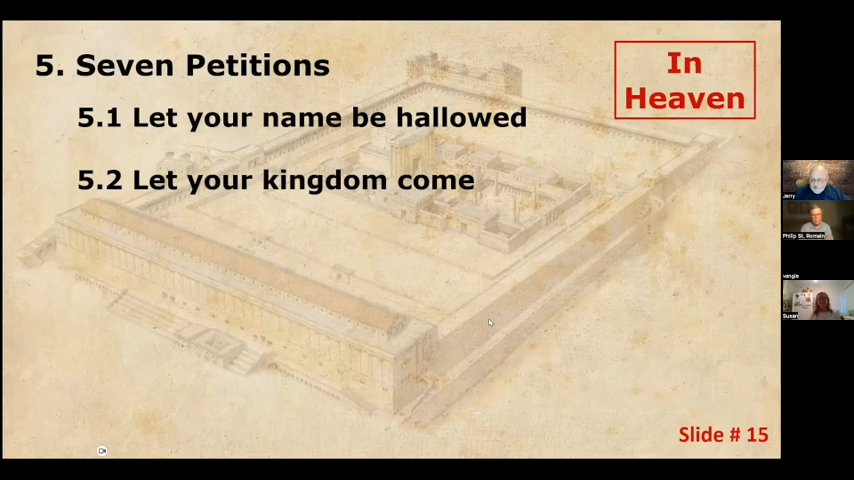 5. Seven Petitions
In
Heaven
5.1 Let your name be hallowed
5.2 Let your kingdom come
Jerry
Philip St. Romain
vangie
Susan
Slide # 15